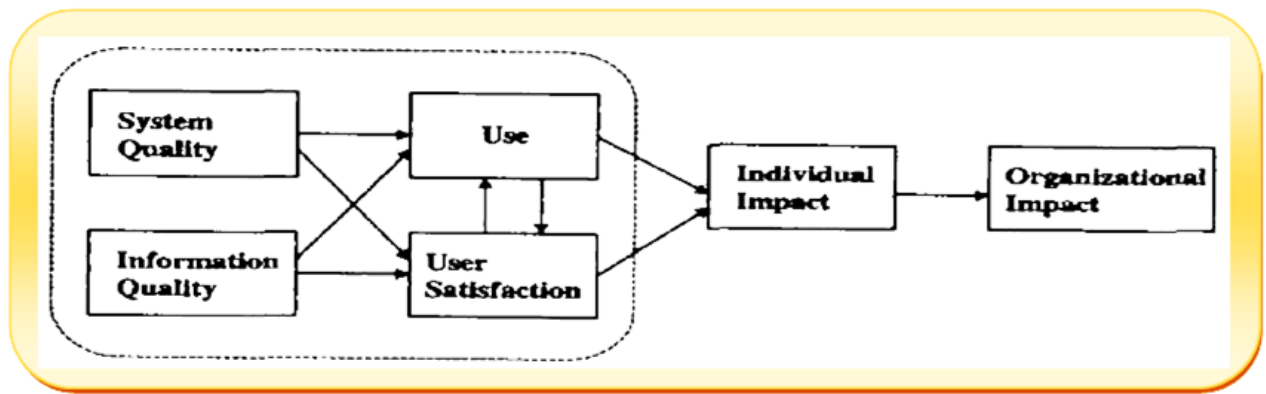 System
Quality
Use
Individual
Impact
Organizational
Impact
Information
Quality
User
Satisfaction